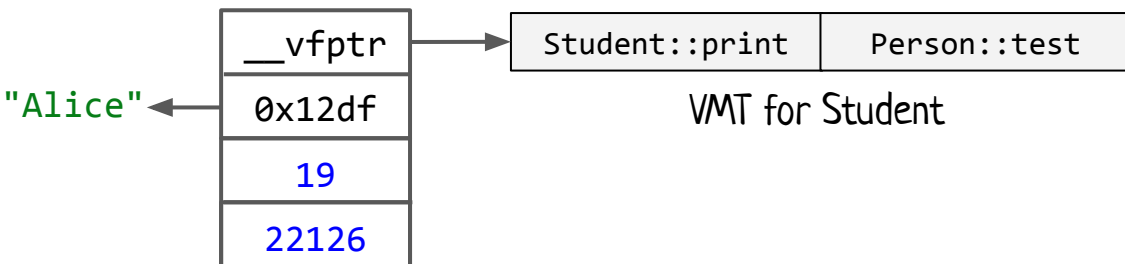 __vfptr
Student::print
Person::test
"Alice"
0x12df
VMT for Student
19
22126